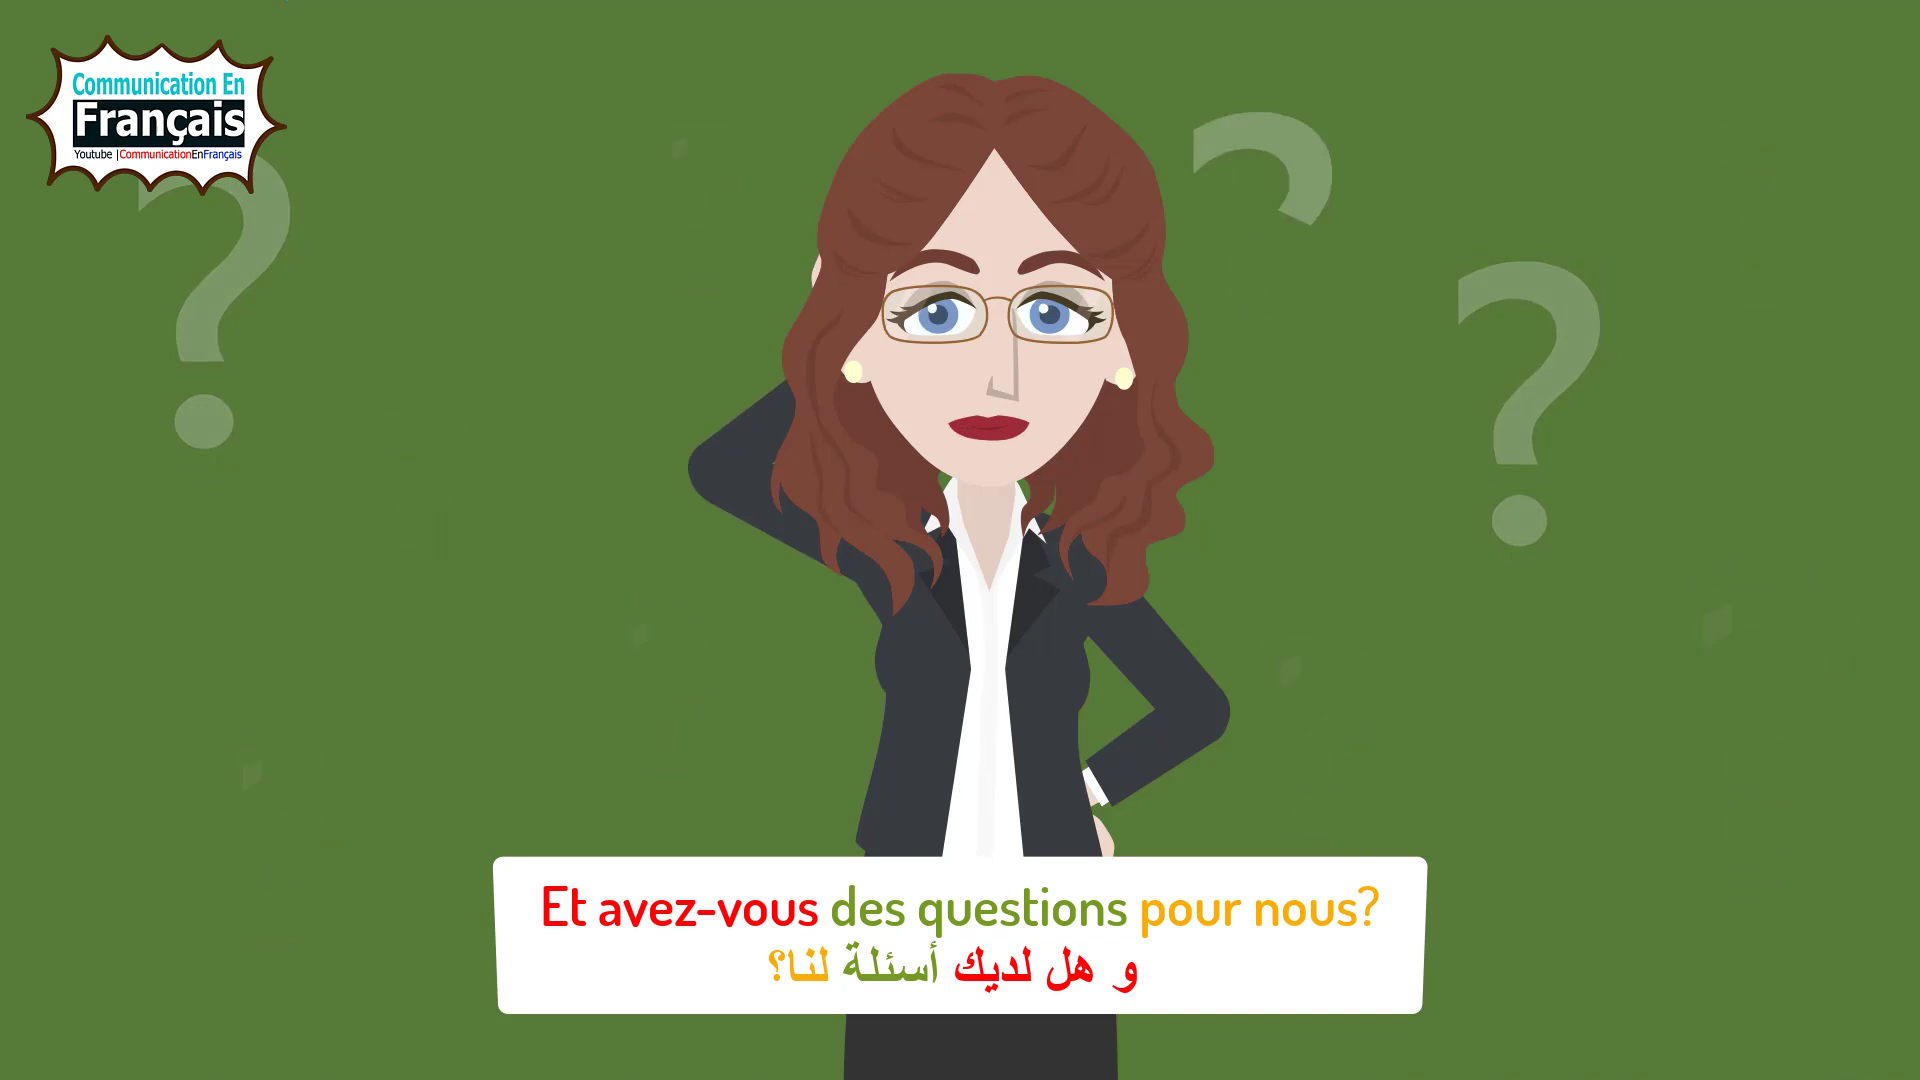 Communication En
Français
Youtube |CommunicationEnFrançais
Et avez-vous des questions pour nous?
و هل لديك أسئلة لنا؟